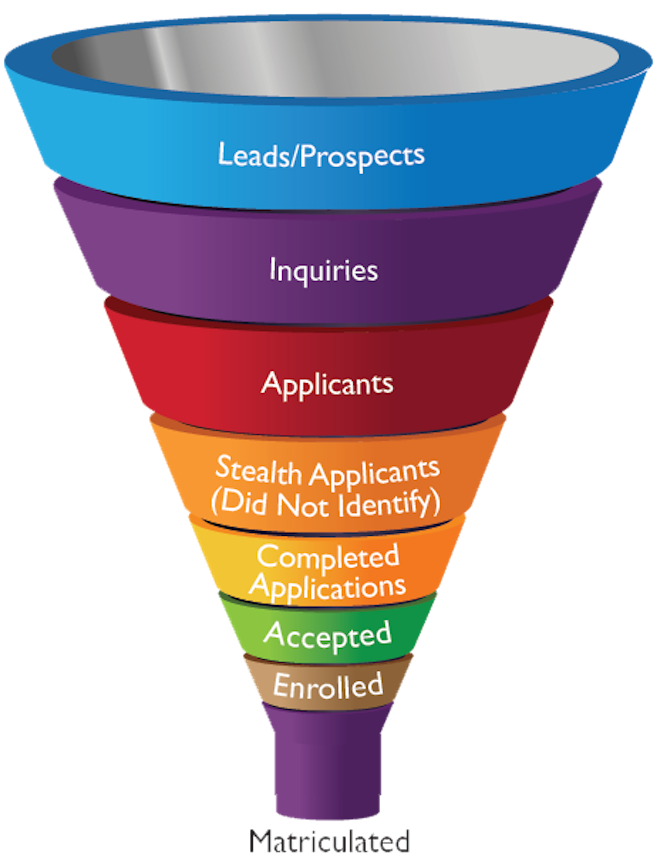 Leads/Prospects
Inquiries
Applicants
Stealth Applicants
(Did Not Identify)
Completed
Applications
Accepted
Enrolled
Matriculated